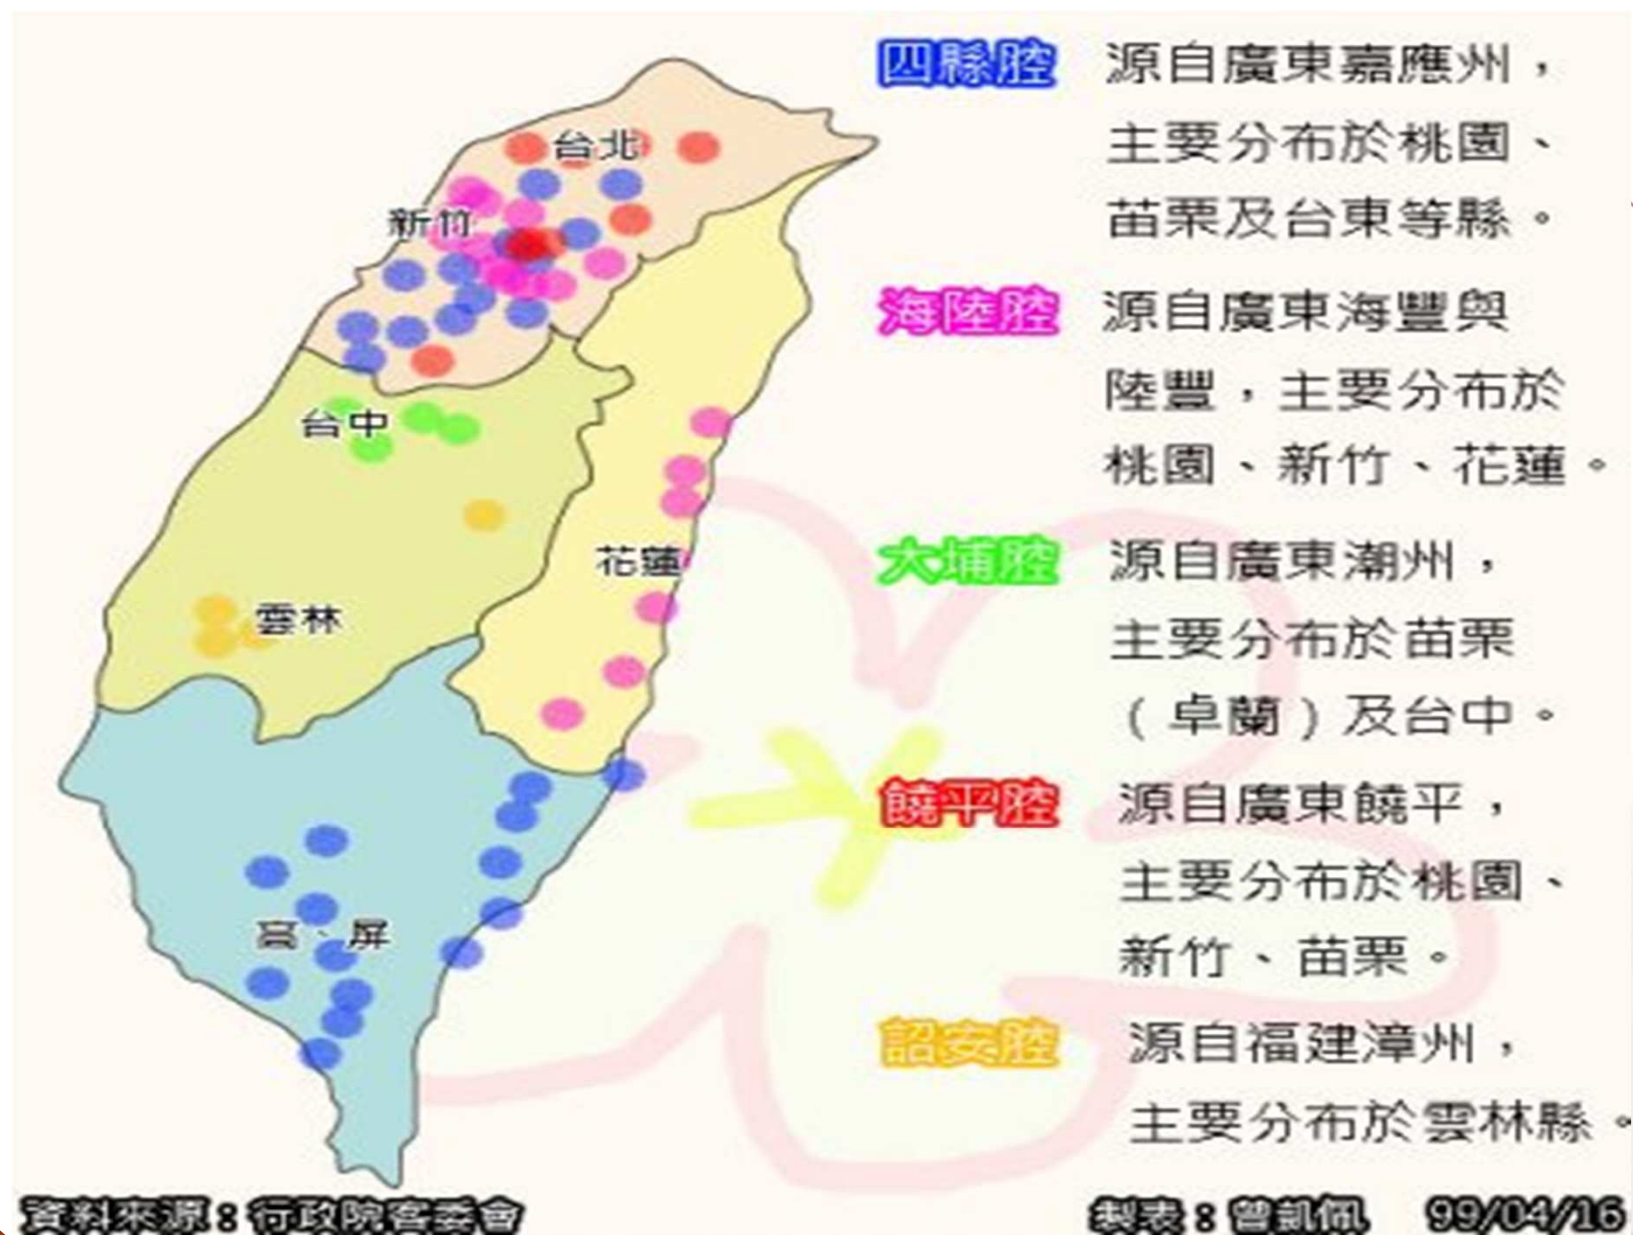 台北
新竹
台中
花蓮
雲林
高、屏
四縣腔 源自廣東嘉應州，
主要分布於桃園、
苗栗及台東等縣。
海陸腔 源自廣東海豐與
陸豐，主要分布於
桃園、新竹、花蓮。
大埔腔 源自廣東潮州，
主要分布於苗栗
（卓蘭）及台中。
饒平腔 源自廣東饒平，
主要分布於桃園、
新竹、苗栗。
詔安腔 源自福建漳州，
主要分布於雲林縣。
資料來源：行政院客委會
製表：曾凱佩 99/04/16